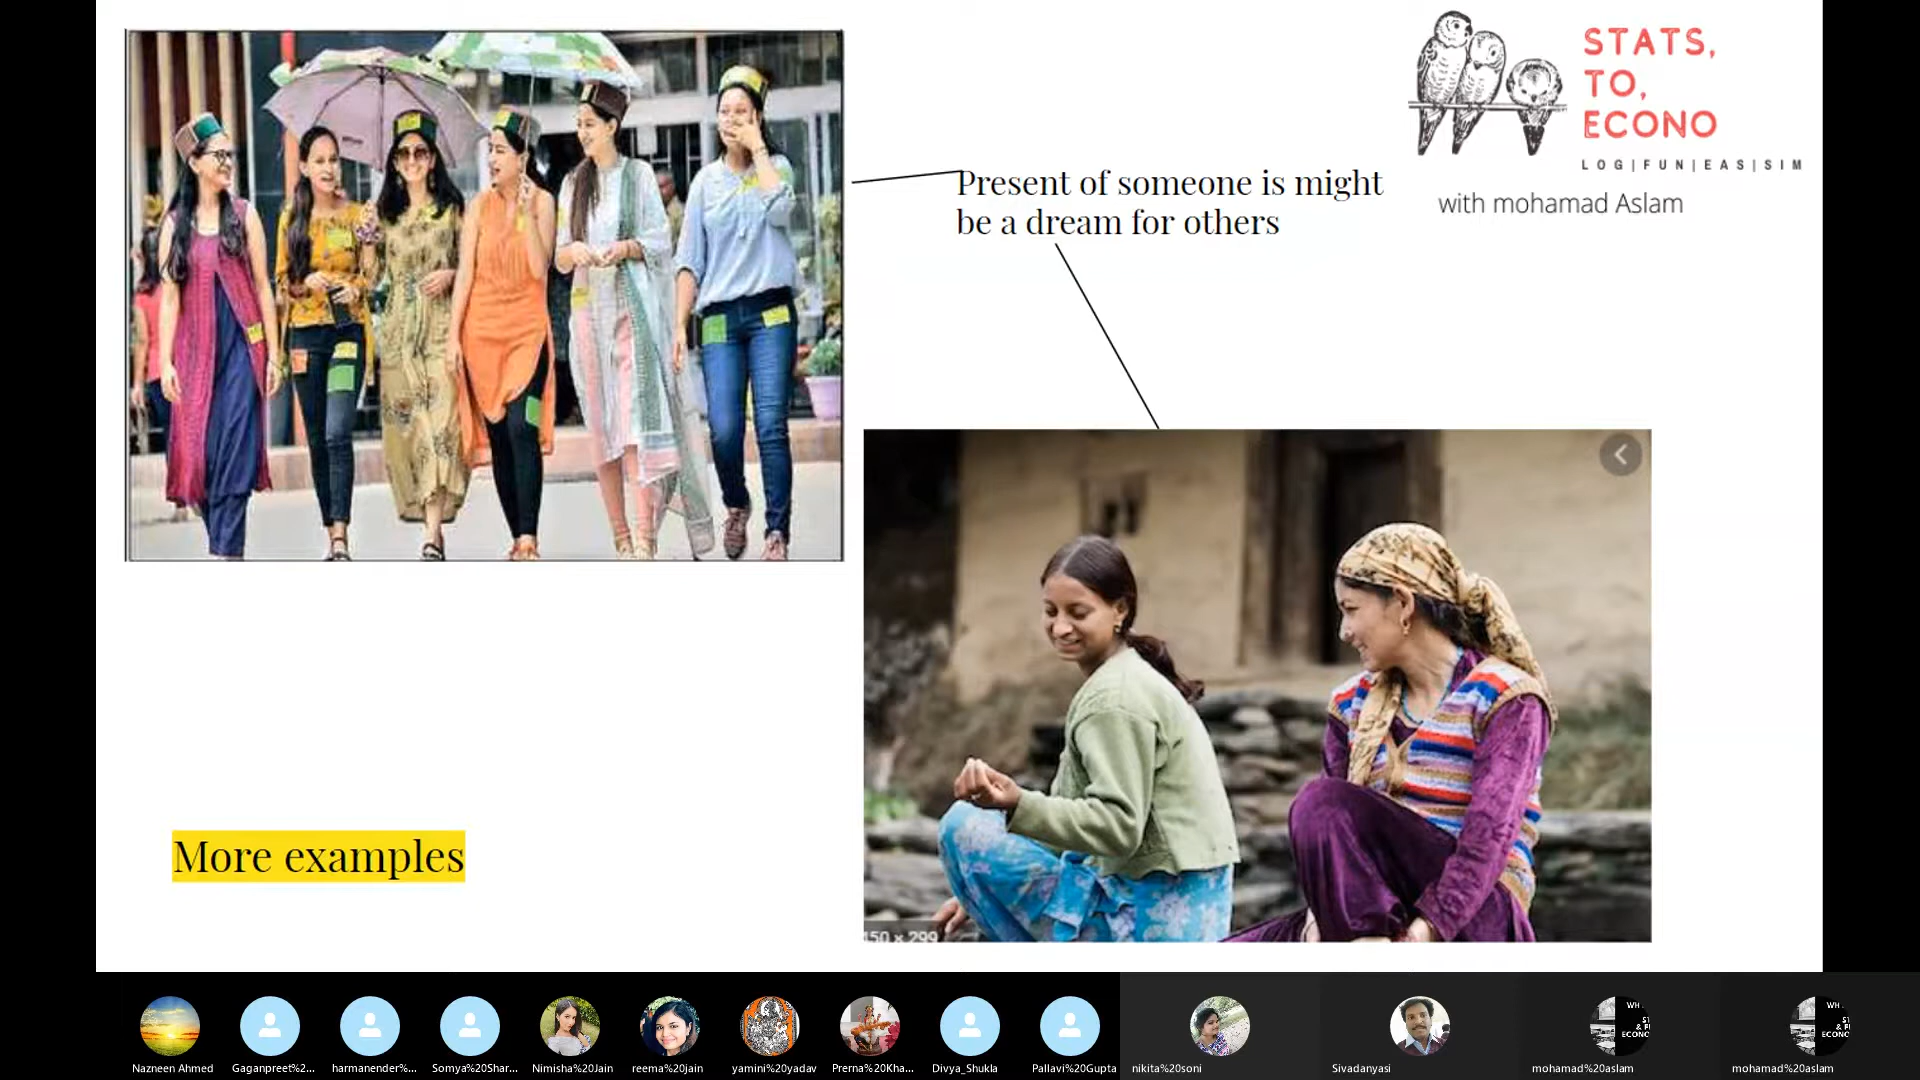 STATS,
TO,
ECONO
LOG|FUN|EAS|SIM
with mohamad Aslam
Present of someone is might
be a dream for others
More examples
450 × 299
Nazneen Ahmed
Gaganpreet%2...
harmanender%...
Somya%20Shar...
Nimisha%20Jain
reema%20jain
yamini%20yadav
Prerna%20Kha...
Divya_Shukla
Pallavi%20Gupta
nikita%20soni
Sivadanyasi
mohamad%20aslam
mohamad%20aslam